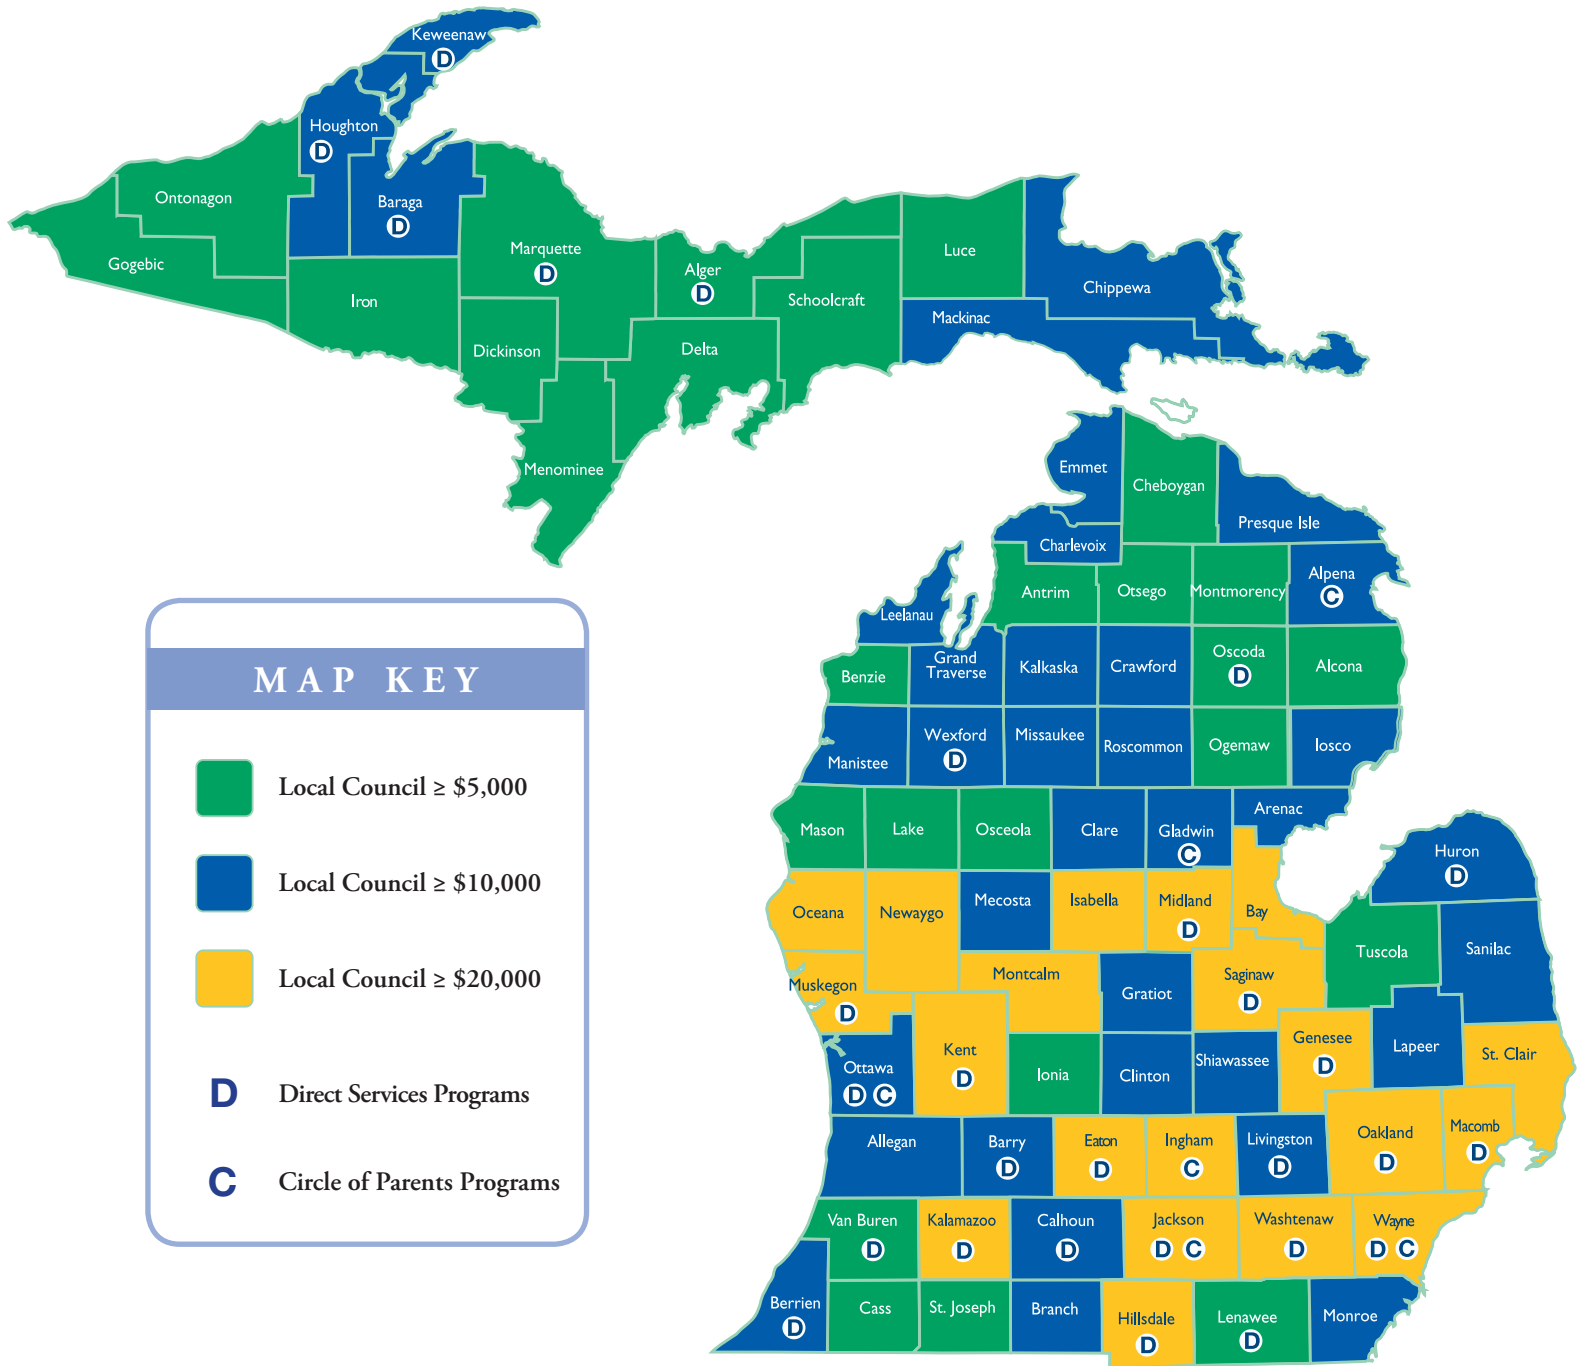 Keweenaw
D
Houghton
D
Baraga
D
Ontonagon
Gogebic
Iron
Marquette
D
Alger
D
Luce
Schoolcraft
Chippewa
Mackinac
Dickinson
Delta
Menominee
Emmet
Cheboygan
Presque Isle
Charlevoix
Alpena
C
Antrim
Otsego
Montmorency
Leelanau
Grand
Traverse
Kalkaska
Crawford
Oscoda
D
Alcona
Benzie
Manistee
Wexford
D
Missaukee
Roscommon
Ogemaw
Iosco
Mason
Lake
Osceola
Clare
Gladwin
C
Arenac
Huron
D
Oceana
Newaygo
Mecosta
Isabella
Midland
D
Bay
Tuscola
Sanilac
Muskegon
D
Montcalm
Gratiot
Saginaw
D
Ottawa
D C
Kent
D
Ionia
Clinton
Shiawassee
Genesee
D
Lapeer
St. Clair
Allegan
Barry
D
Eaton
D
Ingham
C
Livingston
D
Oakland
D
Macomb
D
Van Buren
D
Kalamazoo
D
Calhoun
D
Jackson
D C
Washtenaw
D
Wayne
D C
Berrien
D
Cass
St. Joseph
Branch
Hillsdale
D
Lenawee
D
Monroe
MAP KEY
Local Council ≥ $5,000
Local Council ≥ $10,000
Local Council ≥ $20,000
D Direct Services Programs
C Circle of Parents Programs